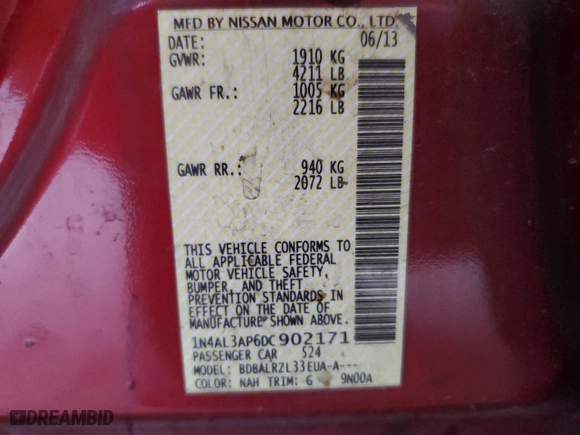 MFD BY NISSAN MOTOR CO., LTD.
DATE: 06/13
GVWR: 1910 KG
4211 LB
GAWR FR.: 1005 KG
2216 LB
GAWR RR.: 940 KG
2072 LB
THIS VEHICLE CONFORMS TO
ALL APPLICABLE FEDERAL
MOTOR VEHICLE SAFETY,
BUMPER, AND THEFT
PREVENTION STANDARDS IN
EFFECT ON THE DATE OF
MANUFACTURE SHOWN ABOVE.
1N4AL3AP6DC902171
PASSENGER CAR 524
MODEL: BDBALRZL33EUA-A---
COLOR: NAH TRIM: G 9N00A
DREAMBID